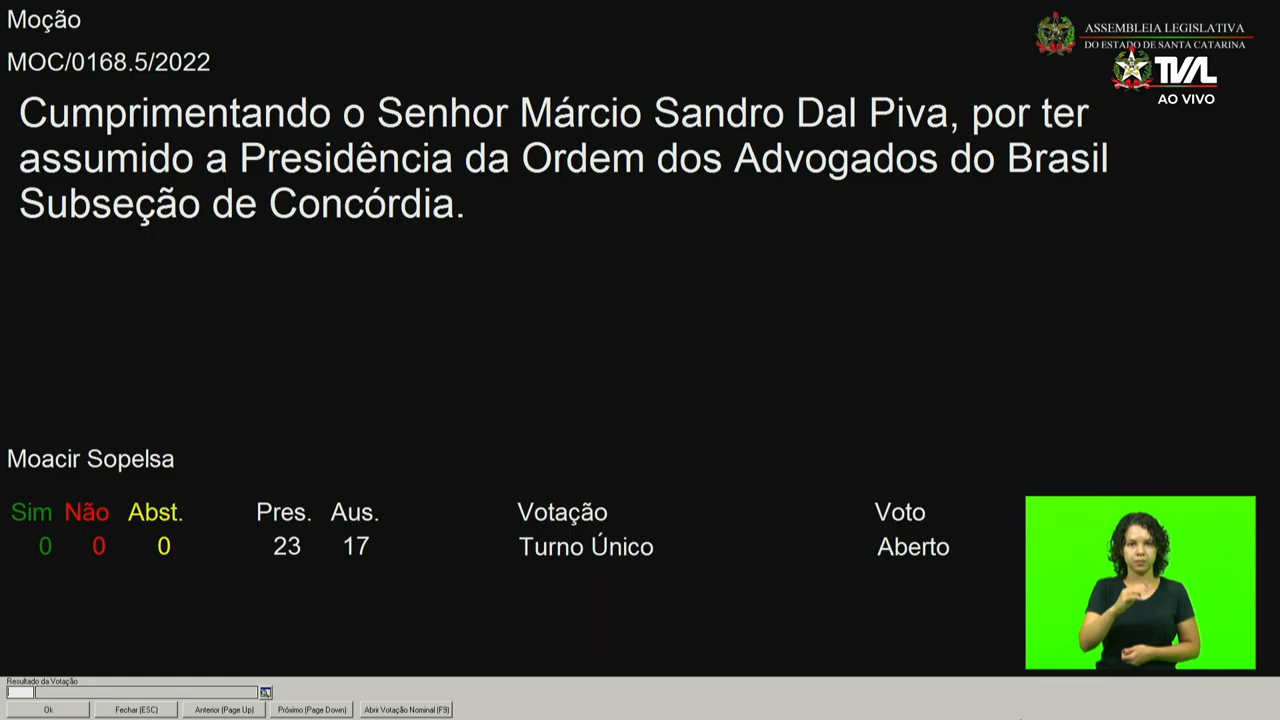 Moção
MOC/0168.5/2022
ASSEMBLEIA LEGISLATIVA
DO ESTADO DE SANTA CATARINA
TVAL
AO VIVO
Cumprimentando o Senhor Márcio Sandro Dal Piva, por ter
assumido a Presidência da Ordem dos Advogados do Brasil
Subseção de Concórdia.
Moacir Sopelsa
Sim Não Abst. Pres. Aus. Votação Voto
0 0 0 23 17 Turno Único Aberto
Resultado da Votação
Ok Fechar (ESC) Anterior (Page Up) Próximo (Page Down) Abrir Votação Nominal (F9)